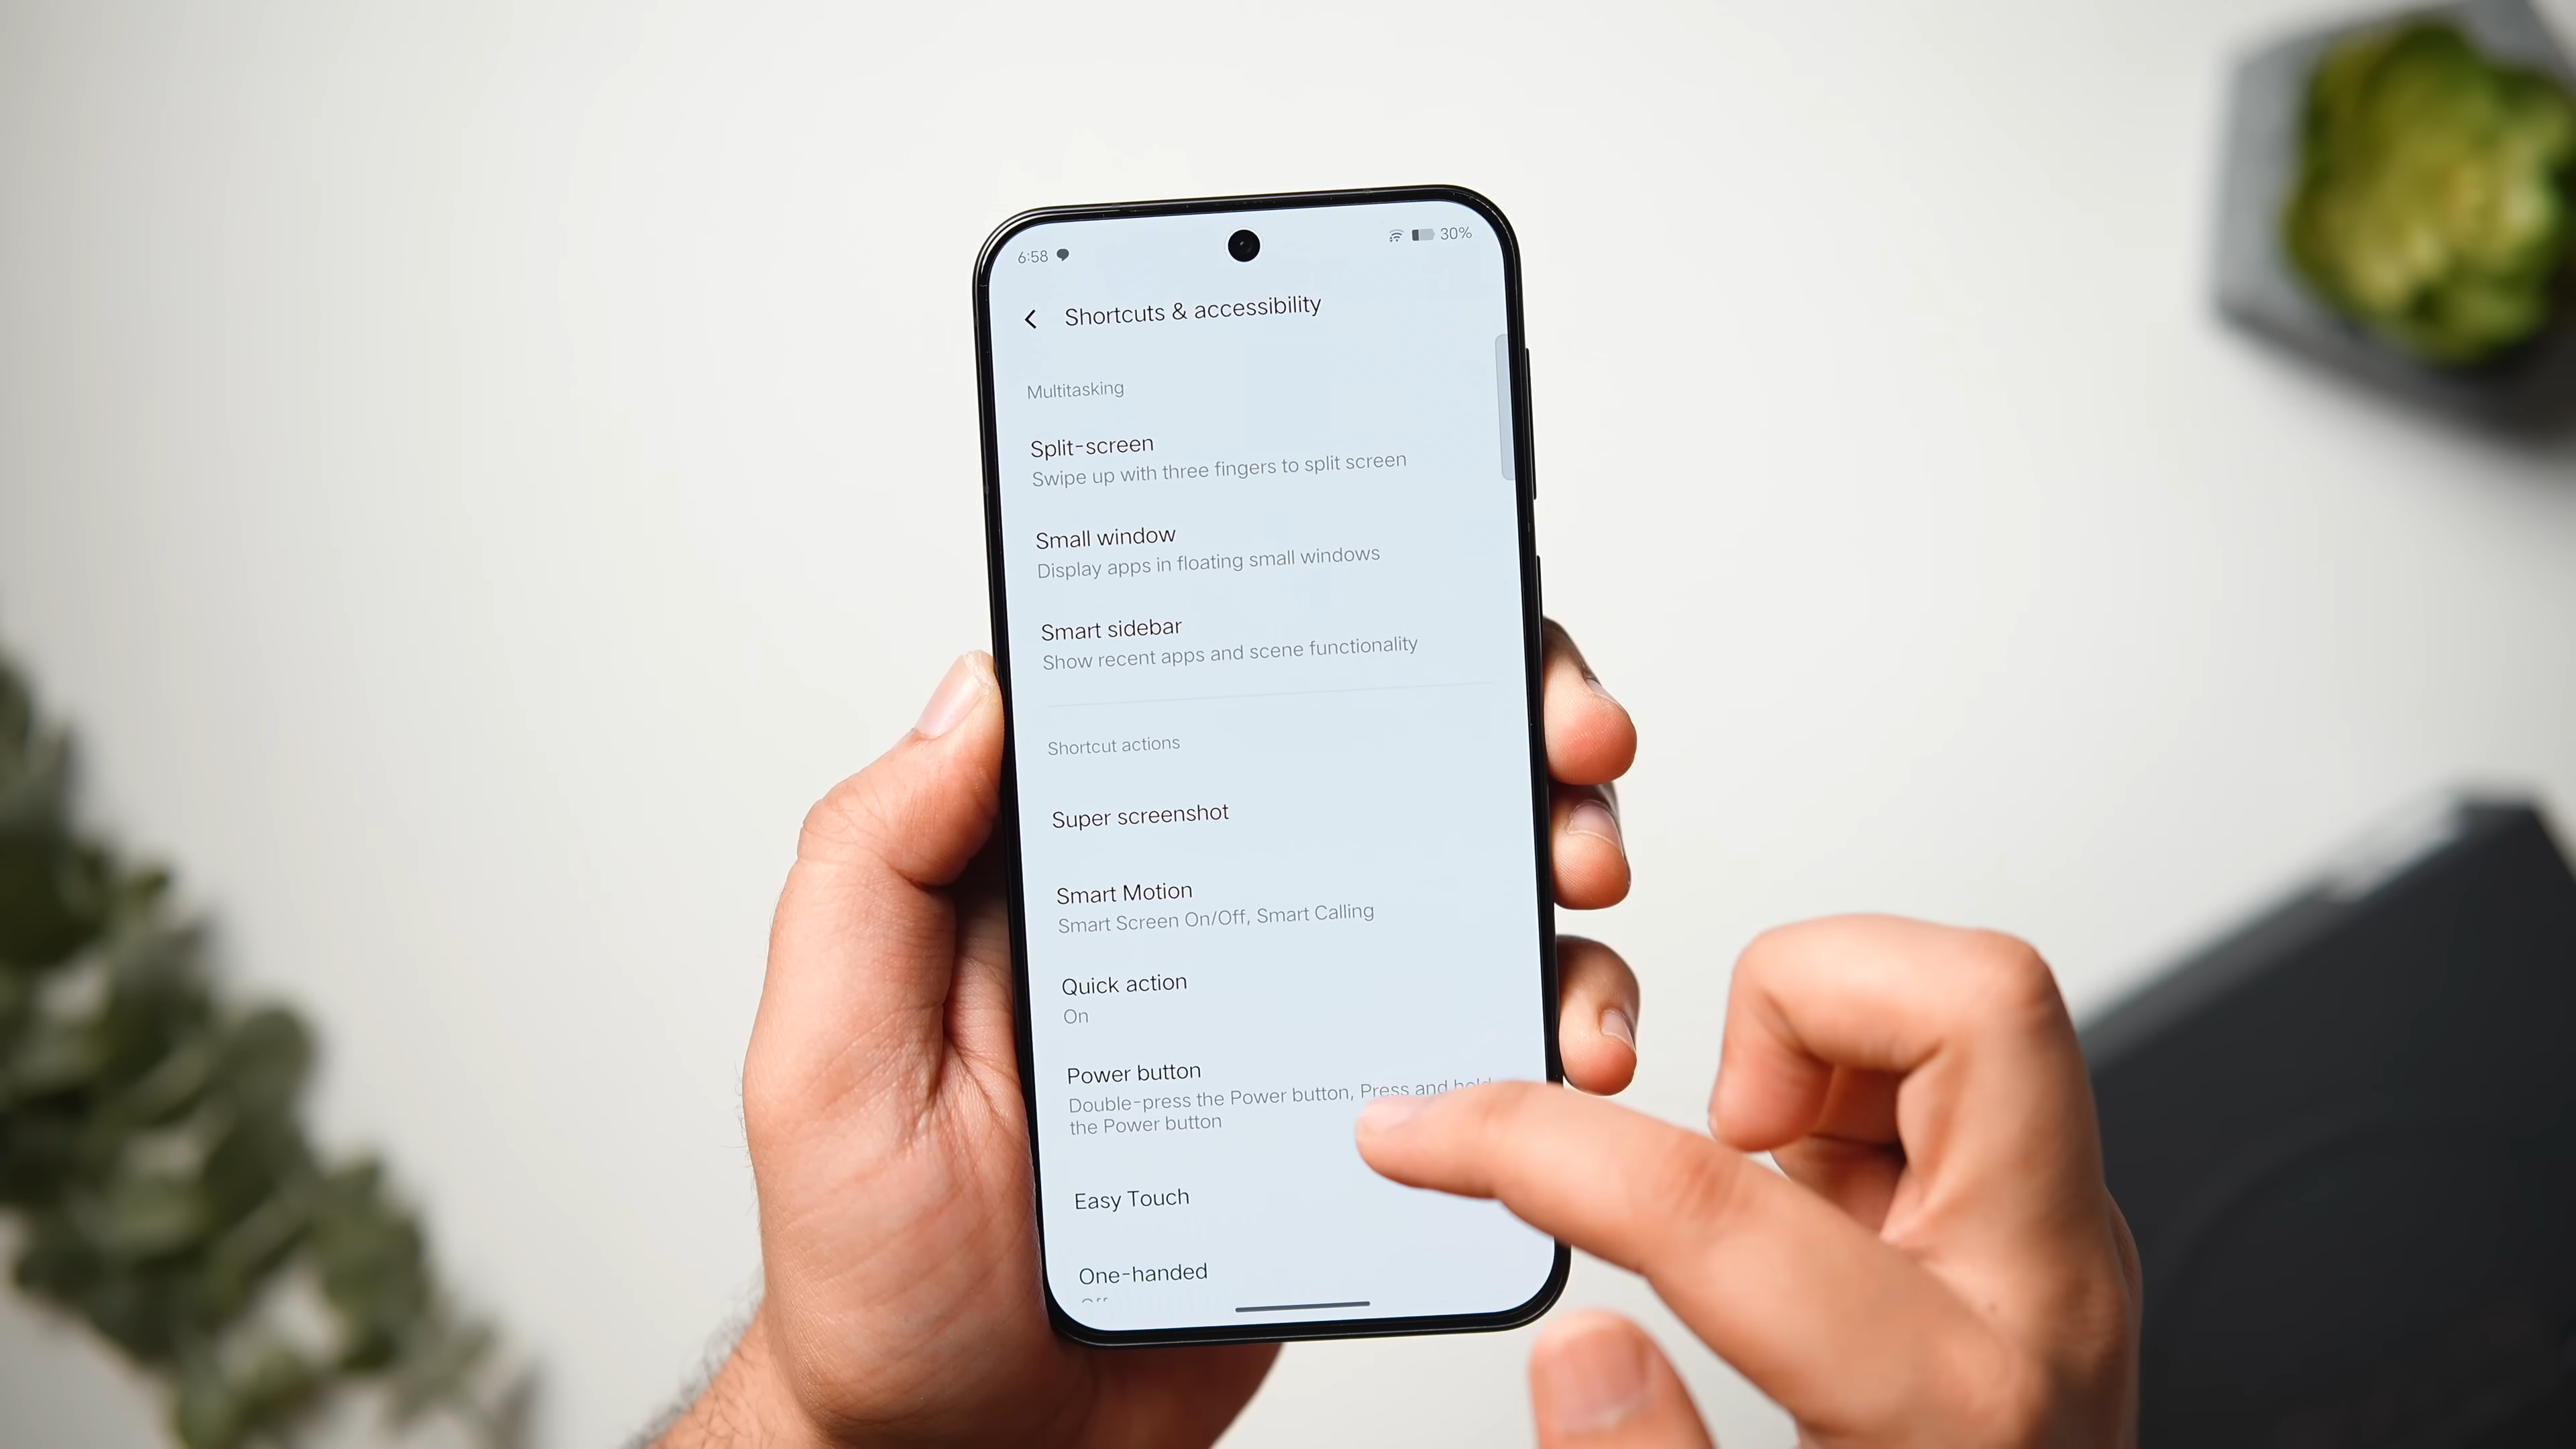 6:58
30%
Shortcuts & accessibility
Multitasking
Split-screen
Swipe up with three fingers to split screen
Small window
Display apps in floating small windows
Smart sidebar
Show recent apps and scene functionality
Shortcut actions
Super screenshot
Smart Motion
Smart Screen On/Off, Smart Calling
Quick action
On
Power button
Double-press the Power button, Press and hold
the Power button
Easy Touch
One-handed